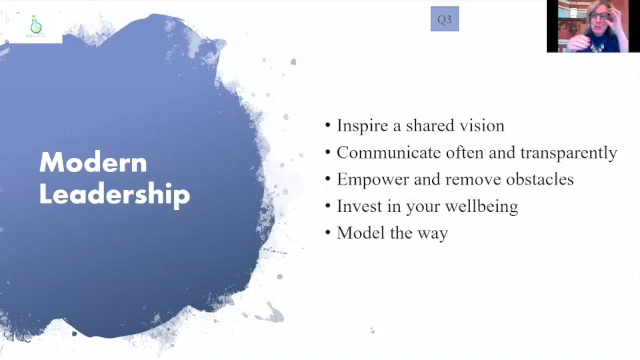 Q3
Modern
Leadership
• Inspire a shared vision
• Communicate often and transparently
• Empower and remove obstacles
• Invest in your wellbeing
• Model the way